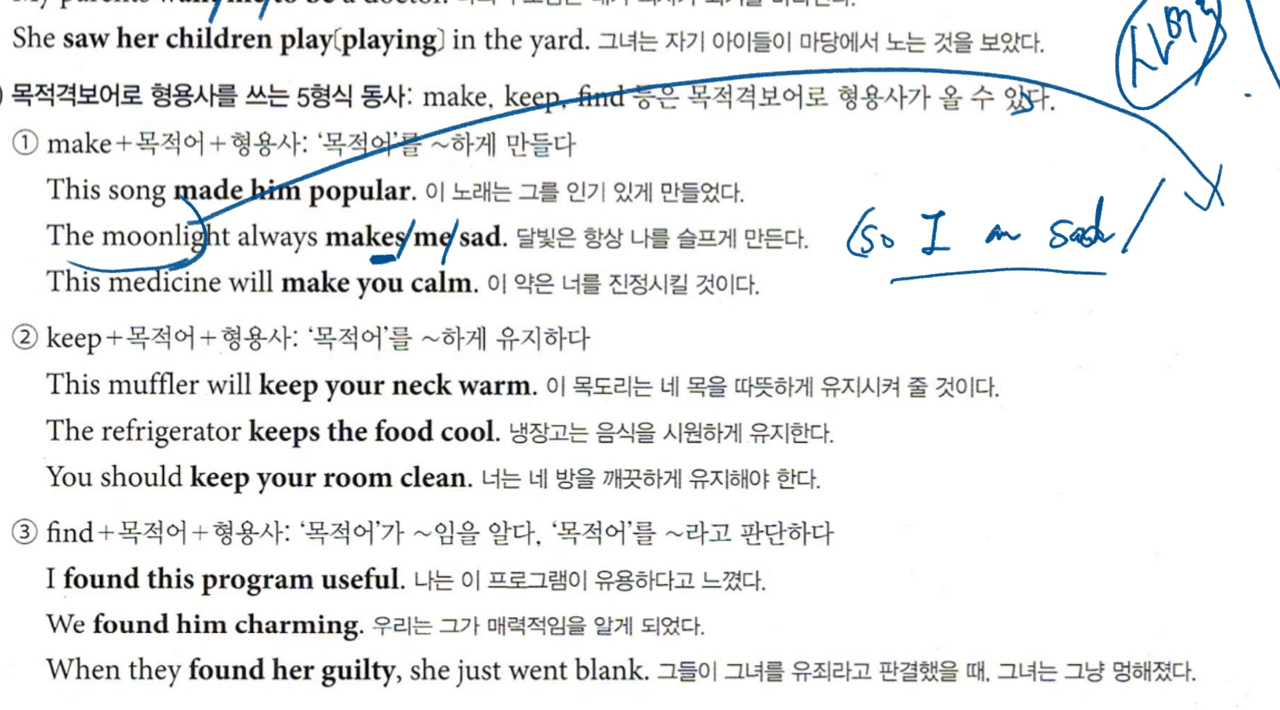 My parents want me to be a doctor.
She saw her children play[playing] in the yard. 그녀는 자기 아이들이 마당에서 노는 것을 보았다.
) 목적격보어로 형용사를 쓰는 5형식 동사: make, keep, find 등은 목적격보어로 형용사가 올 수 있다.
① make+목적어+형용사: ‘목적어’를 ~하게 만들다
This song made him popular. 이 노래는 그를 인기 있게 만들었다.
The moonlight always makes/me/sad. 달빛은 항상 나를 슬프게 만든다. (so I am sad/
This medicine will make you calm. 이 약은 너를 진정시킬 것이다.
② keep+목적어+형용사: ‘목적어’를 ~하게 유지하다
This muffler will keep your neck warm. 이 목도리는 네 목을 따뜻하게 유지시켜 줄 것이다.
The refrigerator keeps the food cool. 냉장고는 음식을 시원하게 유지한다.
You should keep your room clean. 너는 네 방을 깨끗하게 유지해야 한다.
③ find+목적어+형용사: ‘목적어’가 ~임을 알다, ‘목적어’를 ~라고 판단하다
I found this program useful. 나는 이 프로그램이 유용하다고 느꼈다.
We found him charming. 우리는 그가 매력적임을 알게 되었다.
When they found her guilty, she just went blank. 그들이 그녀를 유죄라고 판결했을 때, 그녀는 그냥 멍해졌다.